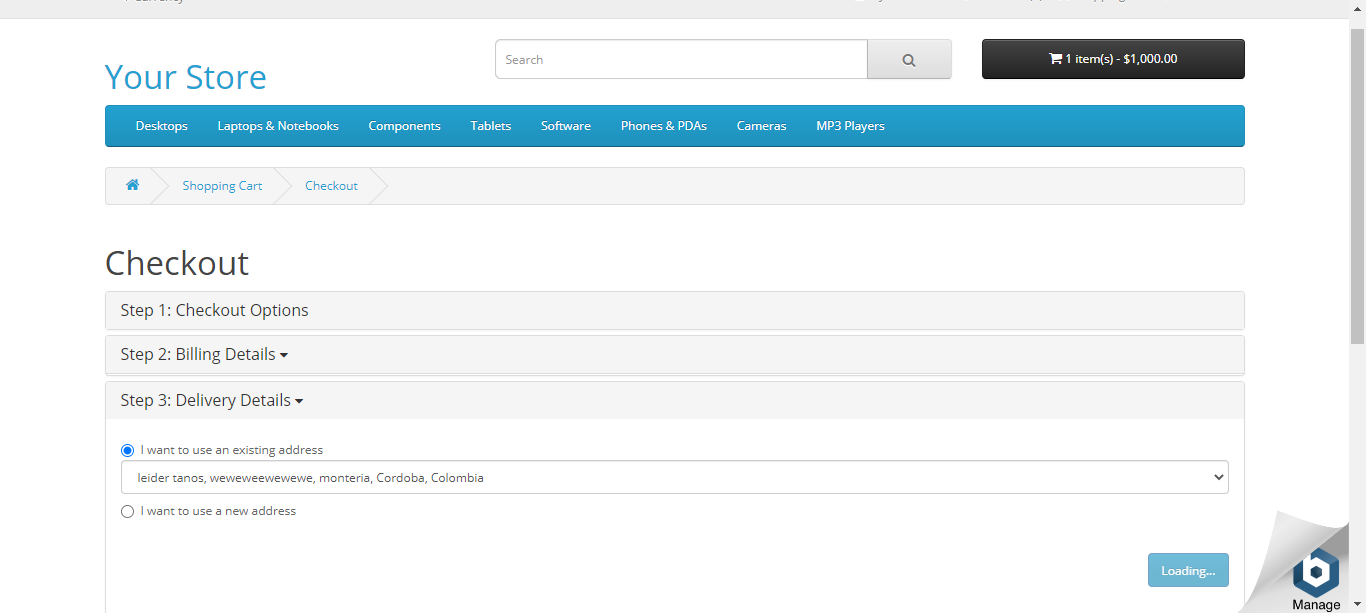 Search
1 item(s) - $1,000.00
Your Store
Desktops Laptops & Notebooks Components Tablets Software Phones & PDAs Cameras MP3 Players
Shopping Cart Checkout
Checkout
Step 1: Checkout Options
Step 2: Billing Details
Step 3: Delivery Details
I want to use an existing address
leider tanos, weweweewewewe, monteria, Cordoba, Colombia
I want to use a new address
Loading...
Manage